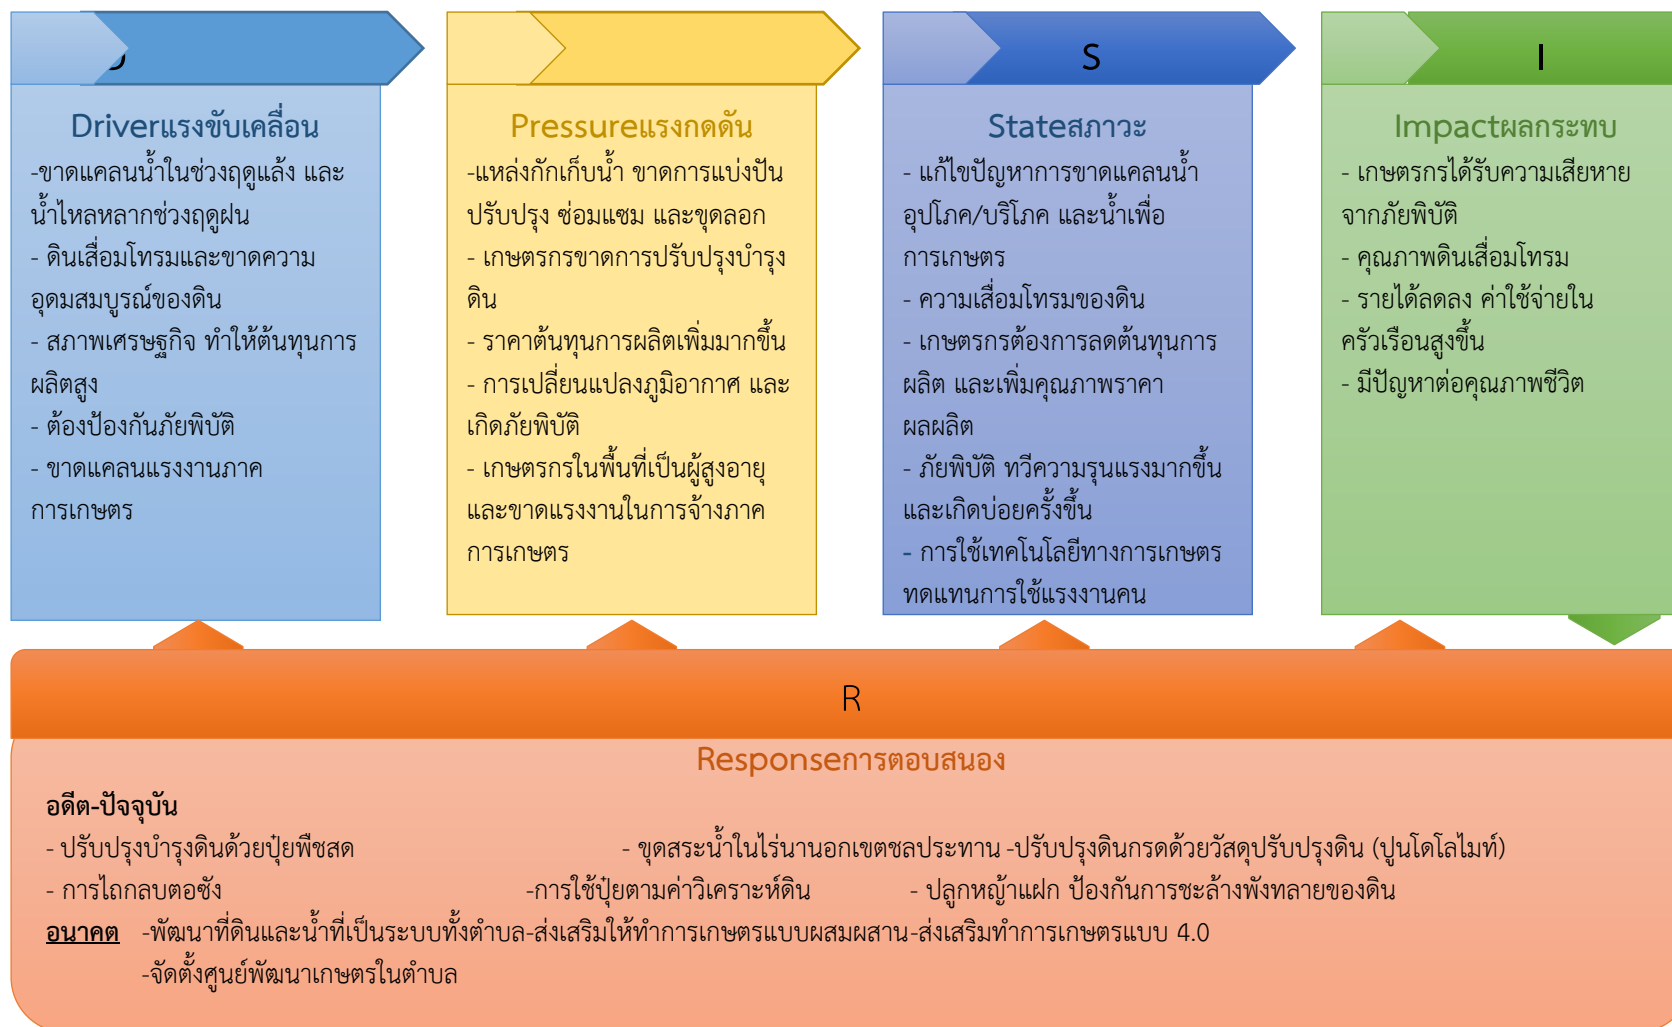 D
S
I
Driverแรงขับเคลื่อน
-ขาดแคลนน้ำในช่วงฤดูแล้ง และ
น้ำไหลหลากช่วงฤดูฝน
- ดินเสื่อมโทรมและขาดความ
อุดมสมบูรณ์ของดิน
- สภาพเศรษฐกิจ ทำให้ต้นทุนการ
ผลิตสูง
- ต้องป้องกันภัยพิบัติ
- ขาดแคลนแรงงานภาค
การเกษตร
Pressureแรงกดดัน
-แหล่งกักเก็บน้ำ ขาดการแบ่งปัน
ปรับปรุง ซ่อมแซม และขุดลอก
- เกษตรกรขาดการปรับปรุงบำรุง
ดิน
- ราคาต้นทุนการผลิตเพิ่มมากขึ้น
- การเปลี่ยนแปลงภูมิอากาศ และ
เกิดภัยพิบัติ
- เกษตรกรในพื้นที่เป็นผู้สูงอายุ
และขาดแรงงานในการจ้างภาค
การเกษตร
Stateสภาวะ
- แก้ไขปัญหาการขาดแคลนน้ำ
อุปโภค/บริโภค และน้ำเพื่อ
การเกษตร
- ความเสื่อมโทรมของดิน
- เกษตรกรต้องการลดต้นทุนการ
ผลิต และเพิ่มคุณภาพราคา
ผลผลิต
- ภัยพิบัติ ทวีความรุนแรงมากขึ้น
และเกิดบ่อยครั้งขึ้น
- การใช้เทคโนโลยีทางการเกษตร
ทดแทนการใช้แรงงานคน
Impactผลกระทบ
- เกษตรกรได้รับความเสียหาย
จากภัยพิบัติ
- คุณภาพดินเสื่อมโทรม
- รายได้ลดลง ค่าใช้จ่ายใน
ครัวเรือนสูงขึ้น
- มีปัญหาต่อคุณภาพชีวิต
R
Responseการตอบสนอง
อดีต-ปัจจุบัน
- ปรับปรุงบำรุงดินด้วยปุ๋ยพืชสด - ขุดสระน้ำในไร่นานอกเขตชลประทาน -ปรับปรุงดินกรดด้วยวัสดุปรับปรุงดิน (ปูนโดโลไมท์)
- การไถกลบตอซัง -การใช้ปุ๋ยตามค่าวิเคราะห์ดิน - ปลูกหญ้าแฝก ป้องกันการชะล้างพังทลายของดิน
อนาคต -พัฒนาที่ดินและน้ำที่เป็นระบบทั้งตำบล-ส่งเสริมให้ทำการเกษตรแบบผสมผสาน-ส่งเสริมทำการเกษตรแบบ 4.0
-จัดตั้งศูนย์พัฒนาเกษตรในตำบล